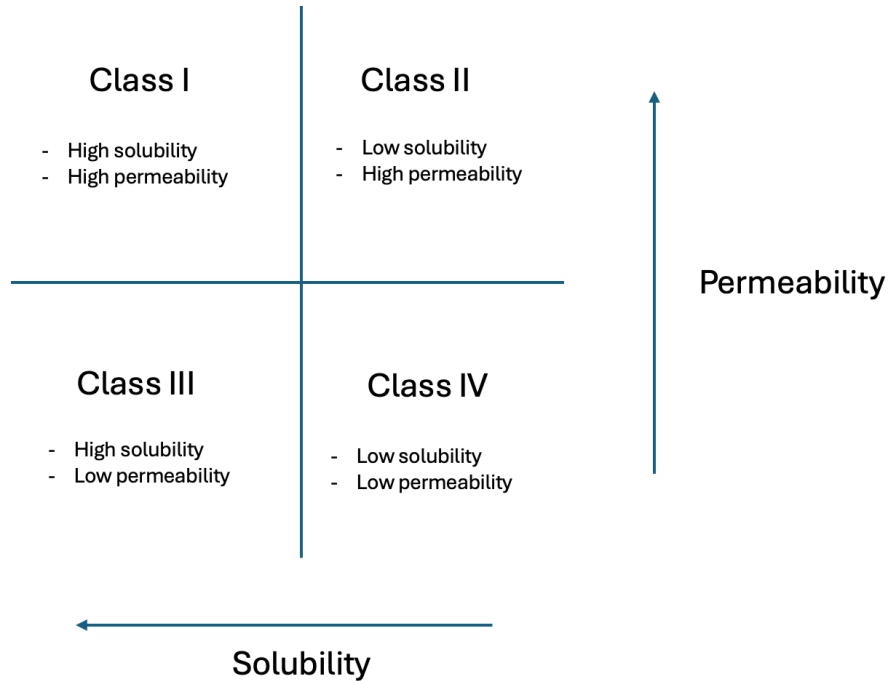 Class I
- High solubility
- High permeability
Class II
- Low solubility
- High permeability
Permeability
Class III
- High solubility
- Low permeability
Class IV
- Low solubility
- Low permeability
Solubility